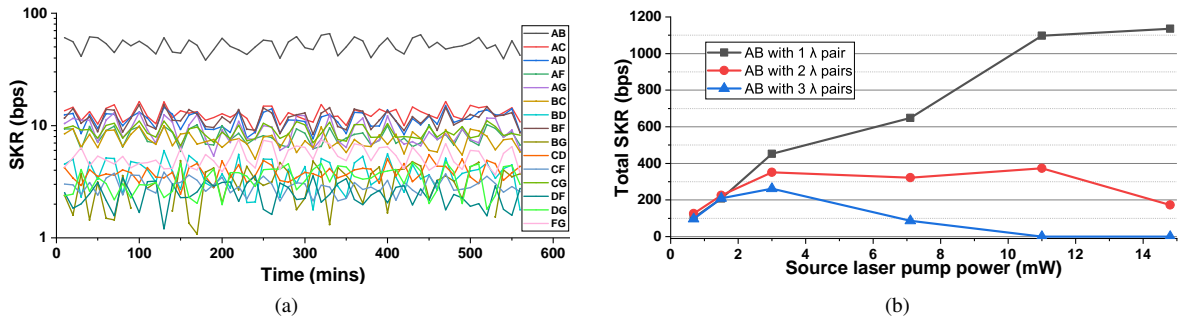 (a)
100
10
1
SKR (bps)
0
100
200
300
400
500
600
Time (mins)
AB
AC
AD
AF
AG
BC
BD
BF
BG
CD
CF
CG
DF
DG
FG
(a)
(b)
1200
1000
800
600
400
200
0
Total SKR (bps)
0
2
4
6
8
10
12
14
Source laser pump power (mW)
AB with 1 λ pair
AB with 2 λ pairs
AB with 3 λ pairs
(b)